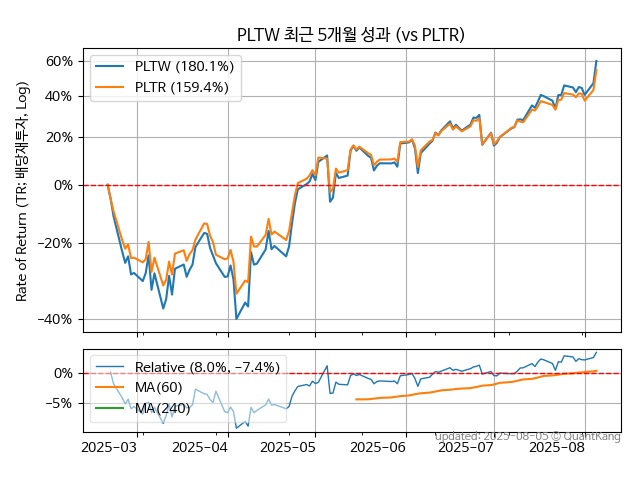 PLTW 최근 5개월 성과 (vs PLTR)
Rate of Return (TR; 배당재투자, Log)
60%
40%
20%
0%
−20%
−40%
PLTW (180.1%)
PLTR (159.4%)
0%
−5%
Relative (8.0%, −7.4%)
MA(60)
MA(240)
2025-03 2025-04 2025-05 2025-06 2025-07 2025-08
updated: 2025-08-05 © QuantKang